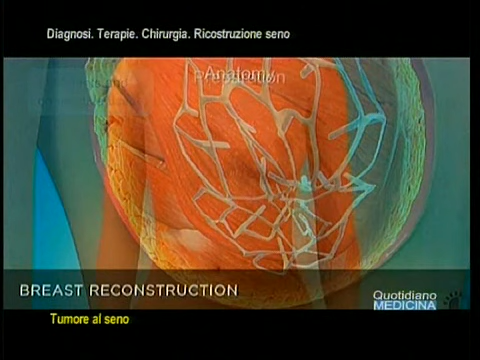 Diagnosi. Terapie. Chirurgia. Ricostruzione seno
Anatomy
BREAST RECONSTRUCTION
Quotidiano
MEDICINA
Tumore al seno